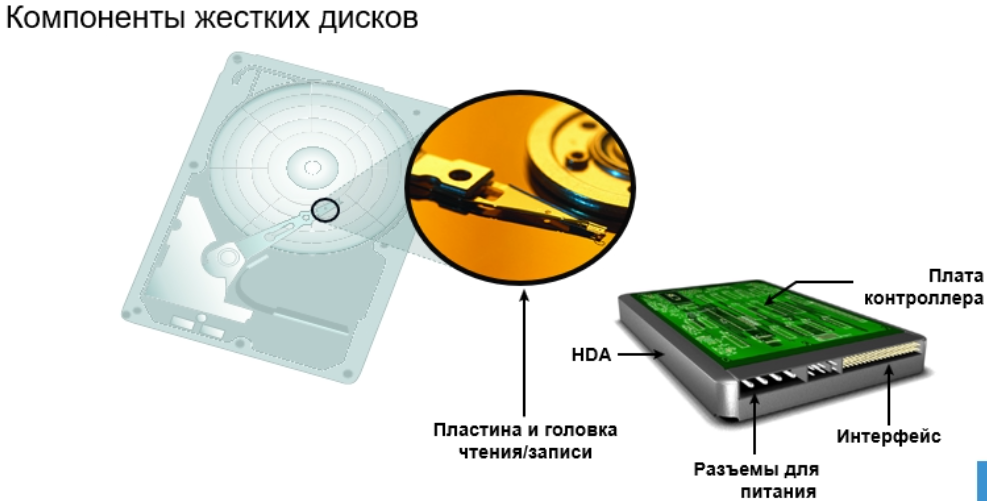 Компоненты жестких дисков
Плата
контроллера
HDA
Пластина и головка
чтения/записи
Интерфейс
Разъемы для
питания